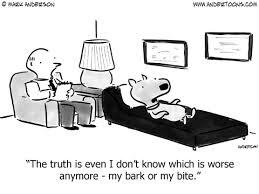 © MARK ANDERSON
WWW.ANDERTOONS.COM
ANDERSON
"The truth is even I don't know which is worse
anymore - my bark or my bite."